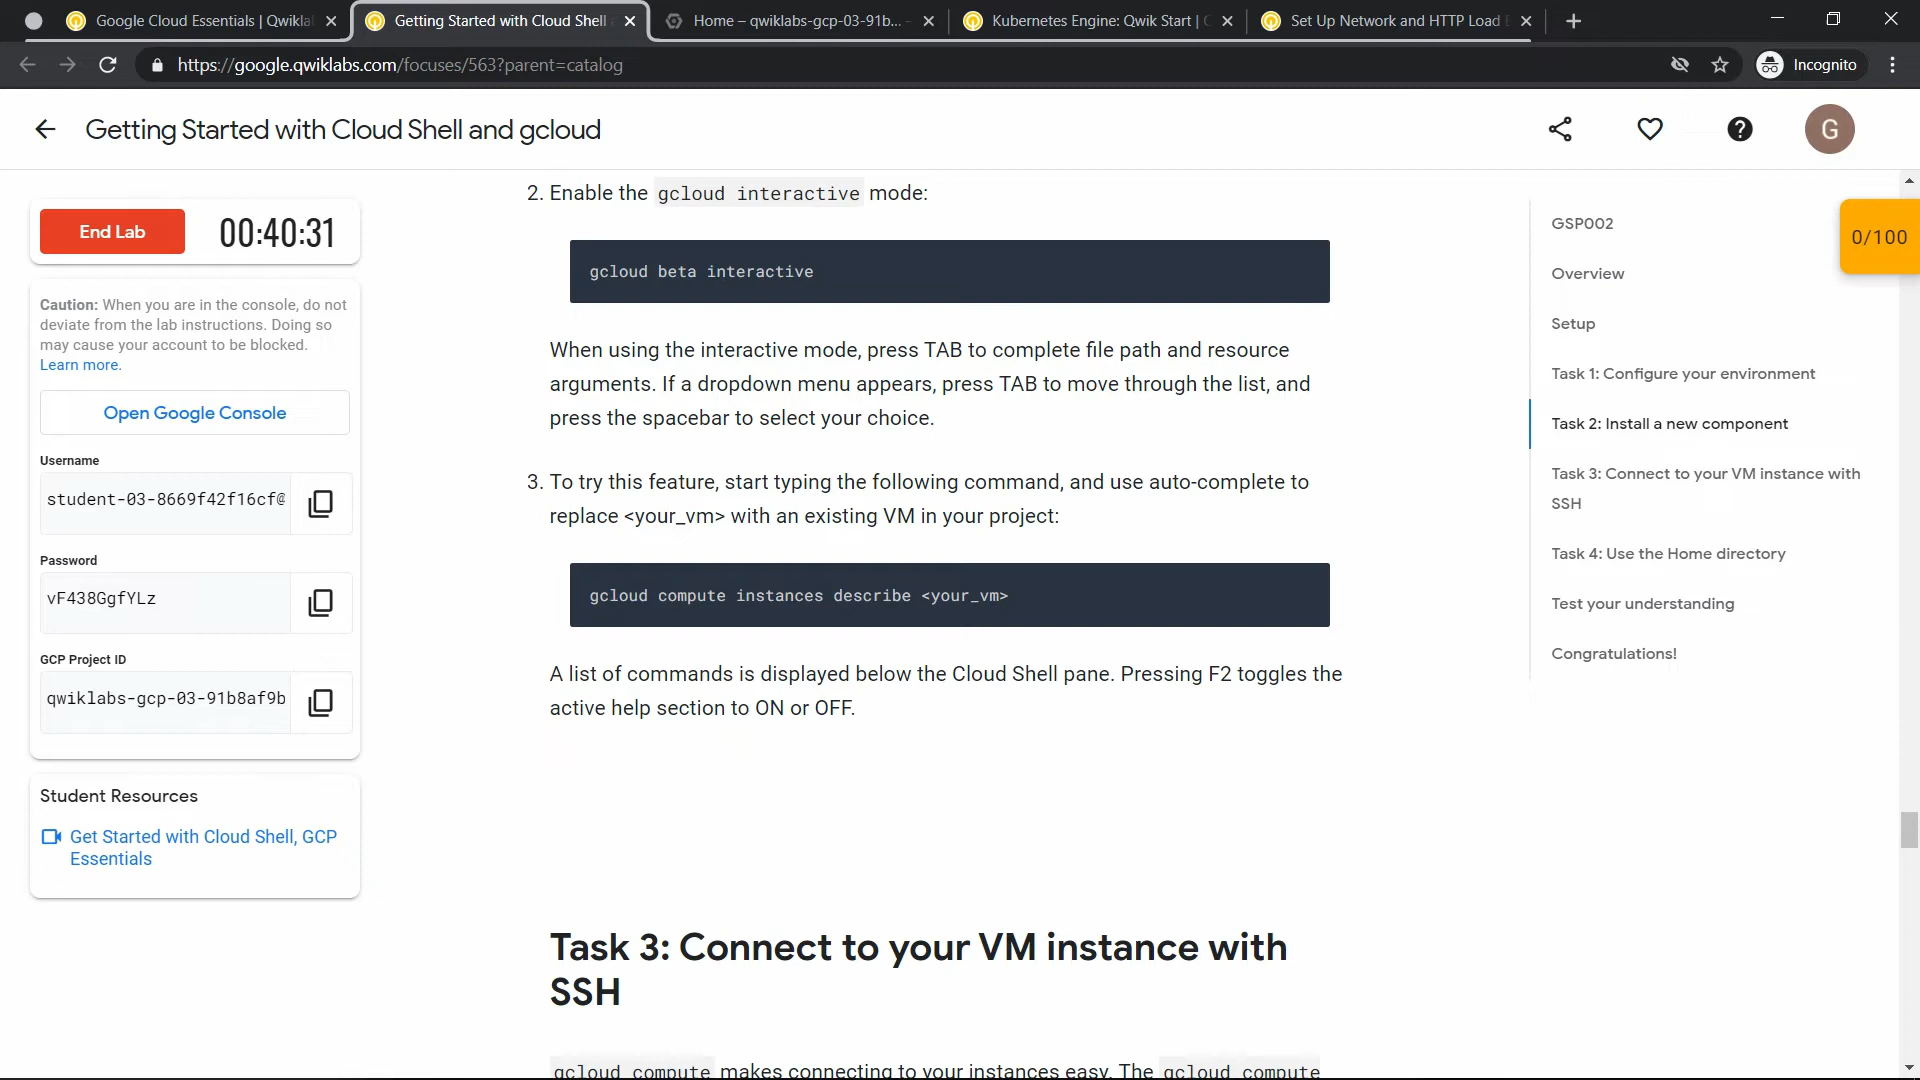 Google Cloud Essentials | Qwikla
Getting Started with Cloud Shell
Home – qwiklabs-gcp-03-91b...
Kubernetes Engine: Qwik Start |
Set Up Network and HTTP Load
https://google.qwiklabs.com/focuses/563?parent=catalog
Incognito
Getting Started with Cloud Shell and gcloud
G
End Lab
00:40:31
Caution: When you are in the console, do not
deviate from the lab instructions. Doing so
may cause your account to be blocked.
Learn more.
Open Google Console
Username
student-03-8669f42f16cf@
Password
vF438GgfYLz
GCP Project ID
qwiklabs-gcp-03-91b8af9b
Student Resources
Get Started with Cloud Shell, GCP
Essentials
2. Enable the gcloud interactive mode:
gcloud beta interactive
When using the interactive mode, press TAB to complete file path and resource
arguments. If a dropdown menu appears, press TAB to move through the list, and
press the spacebar to select your choice.
3. To try this feature, start typing the following command, and use auto-complete to
replace <your_vm> with an existing VM in your project:
gcloud compute instances describe <your_vm>
A list of commands is displayed below the Cloud Shell pane. Pressing F2 toggles the
active help section to ON or OFF.
Task 3: Connect to your VM instance with
SSH
gcloud compute makes connecting to your instances easy. The gcloud compute
GSP002
Overview
Setup
Task 1: Configure your environment
Task 2: Install a new component
Task 3: Connect to your VM instance with
SSH
Task 4: Use the Home directory
Test your understanding
Congratulations!
0/100